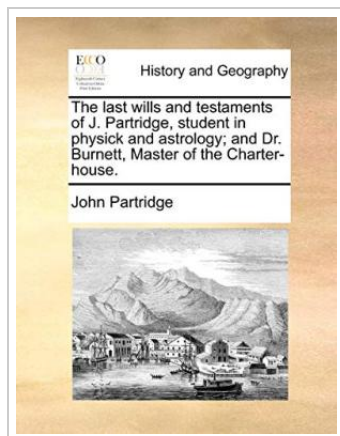 ECCO
History and Geography
The last wills and testaments
of J. Partridge, student in
physick and astrology; and Dr.
Burnett, Master of the Charter-
house.
John Partridge